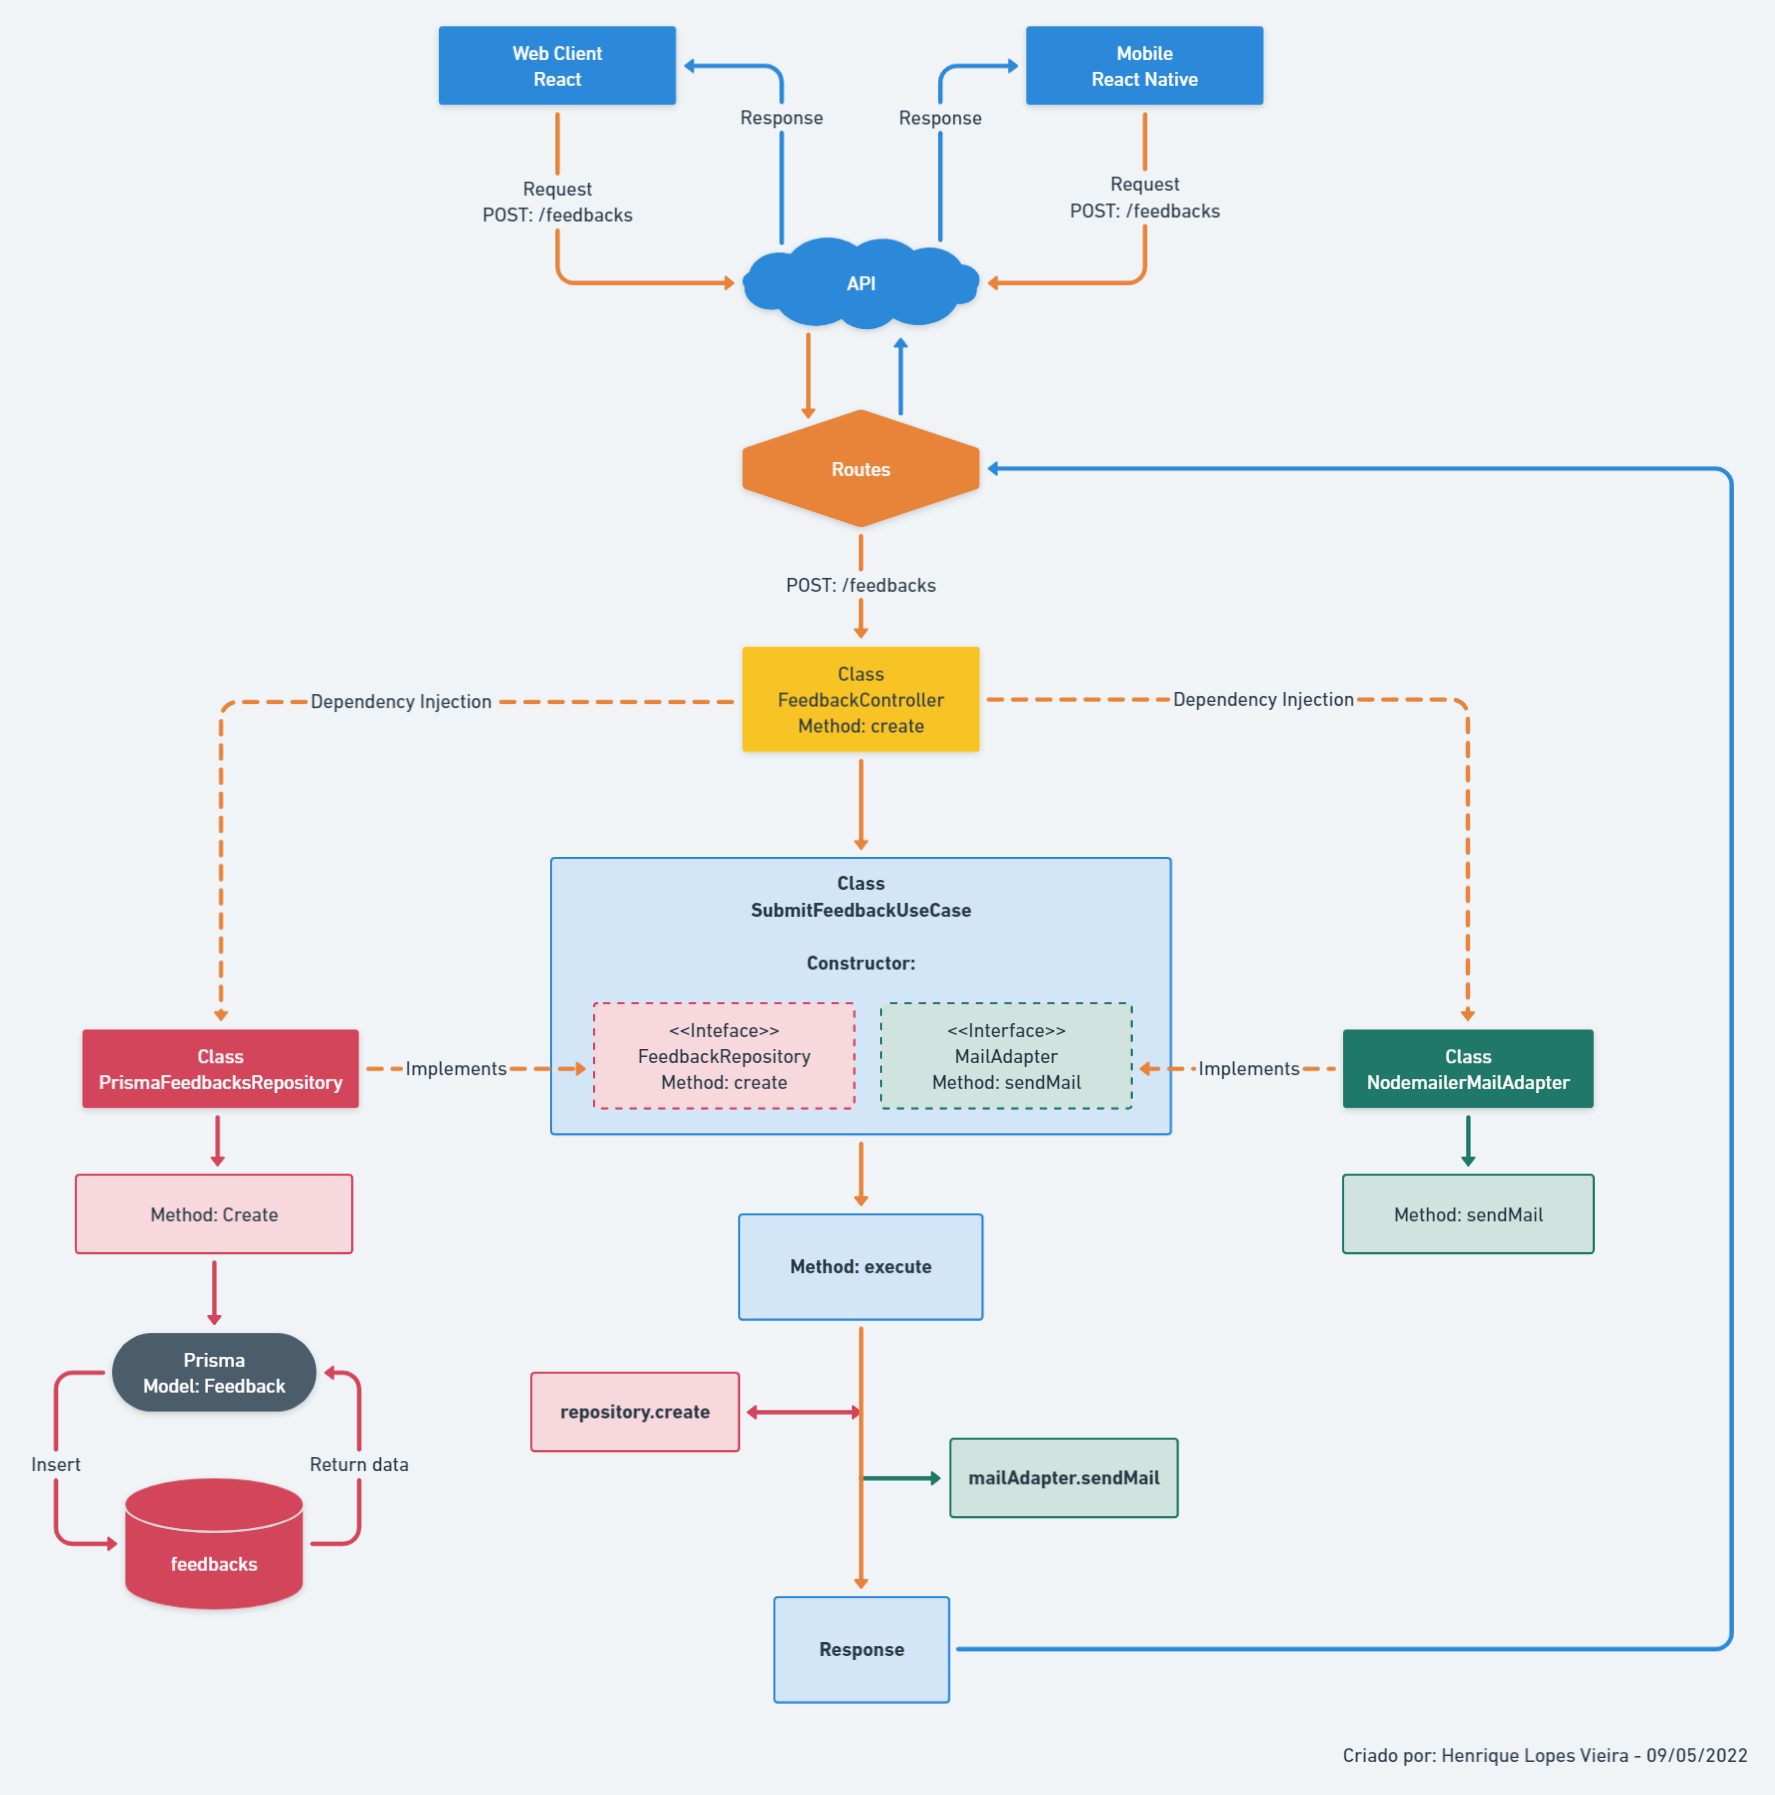 Web Client
React
Mobile
React Native
Response
Response
Request
POST: /feedbacks
Request
POST: /feedbacks
API
Routes
POST: /feedbacks
Class
FeedbackController
Method: create
Dependency Injection
Dependency Injection
Class
SubmitFeedbackUseCase
Constructor:
<<Inteface>>
FeedbackRepository
Method: create
<<Interface>>
MailAdapter
Method: sendMail
Class
PrismaFeedbacksRepository
Implements
Implements
Class
NodemailerMailAdapter
Method: Create
Method: sendMail
Method: execute
Prisma
Model: Feedback
repository.create
Insert
Return data
mailAdapter.sendMail
feedbacks
Response
Criado por: Henrique Lopes Vieira - 09/05/2022